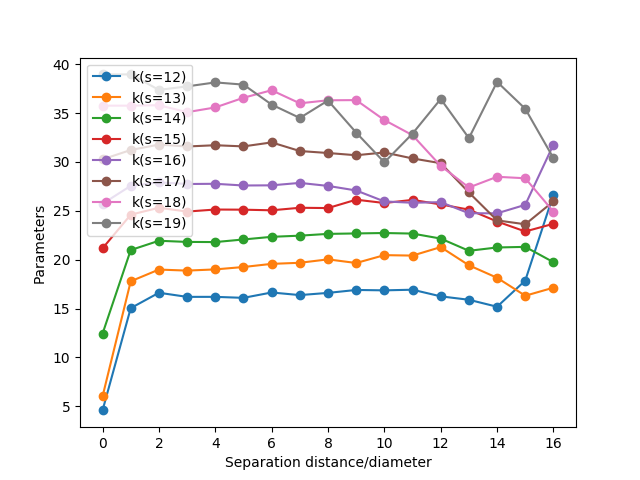 40
35
30
25
20
15
10
5
Parameters
k(s=12)
k(s=13)
k(s=14)
k(s=15)
k(s=16)
k(s=17)
k(s=18)
k(s=19)
0 2 4 6 8 10 12 14 16
Separation distance/diameter